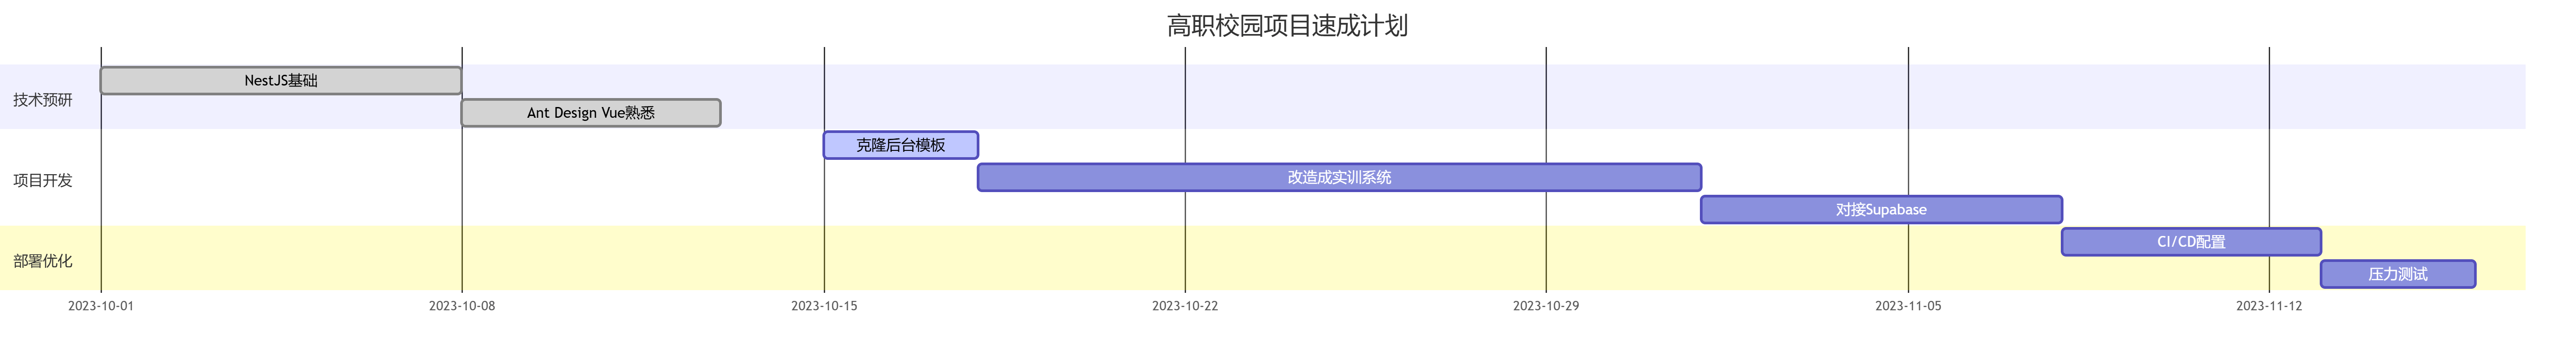 高职校园项目速成计划
技术预研
NestJS基础
Ant Design Vue熟悉
项目开发
克隆后台模板
改造成实训系统
对接Supabase
部署优化
CI/CD配置
压力测试
2023-10-01
2023-10-08
2023-10-15
2023-10-22
2023-10-29
2023-11-05
2023-11-12